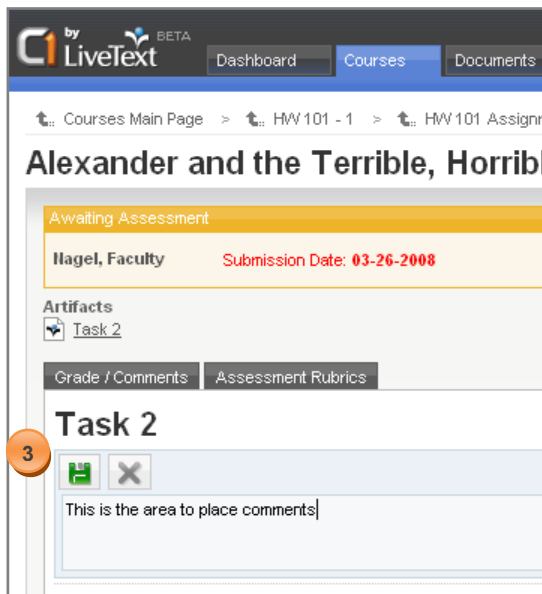 C1 by LiveText BETA
Dashboard Courses Documents
Courses Main Page > HW 101 - 1 > HW 101 Assignm
Alexander and the Terrible, Horribl
Awaiting Assessment
Nagel, Faculty Submission Date: 03-26-2008
Artifacts
Task 2
Grade / Comments Assessment Rubrics
Task 2
3
This is the area to place comments